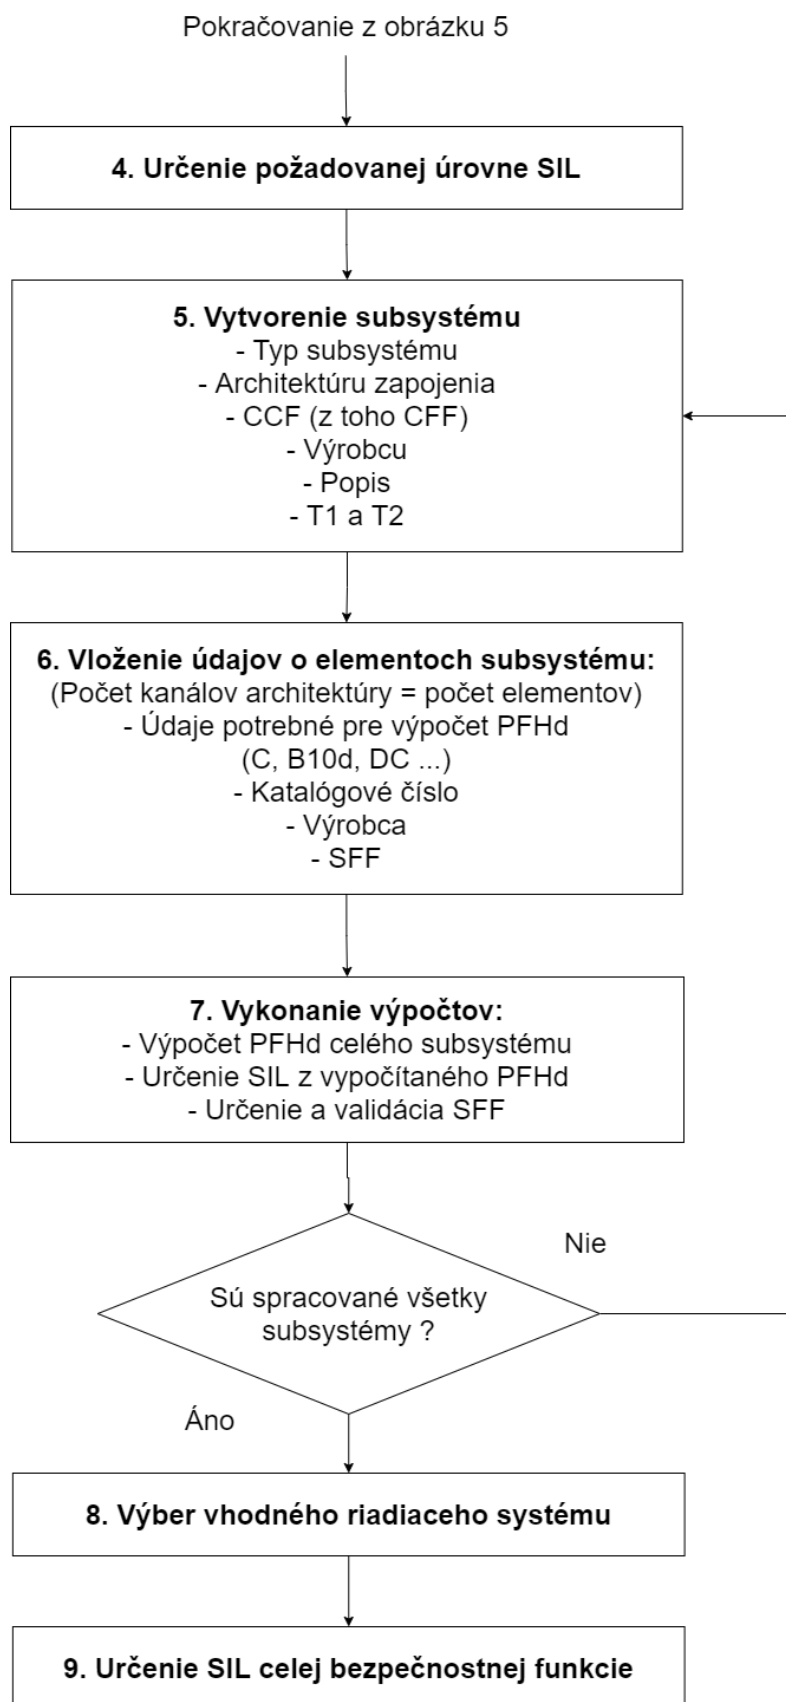 Pokračovanie z obrázku 5
4. Určenie požadovanej úrovne SIL
5. Vytvorenie subsystému
- Typ subsystému
- Architektúru zapojenia
- CCF (z toho CFF)
- Výrobcu
- Popis
- T1 a T2
6. Vloženie údajov o elementoch subsystému:
(Počet kanálov architektúry = počet elementov)
- Údaje potrebné pre výpočet PFHd
(C, B10d, DC ...)
- Katalógové číslo
- Výrobca
- SFF
7. Vykonanie výpočtov:
- Výpočet PFHd celého subsystému
- Určenie SIL z vypočítaného PFHd
- Určenie a validácia SFF
Nie
Sú spracované všetky
subsystémy ?
Áno
8. Výber vhodného riadiaceho systému
9. Určenie SIL celej bezpečnostnej funkcie